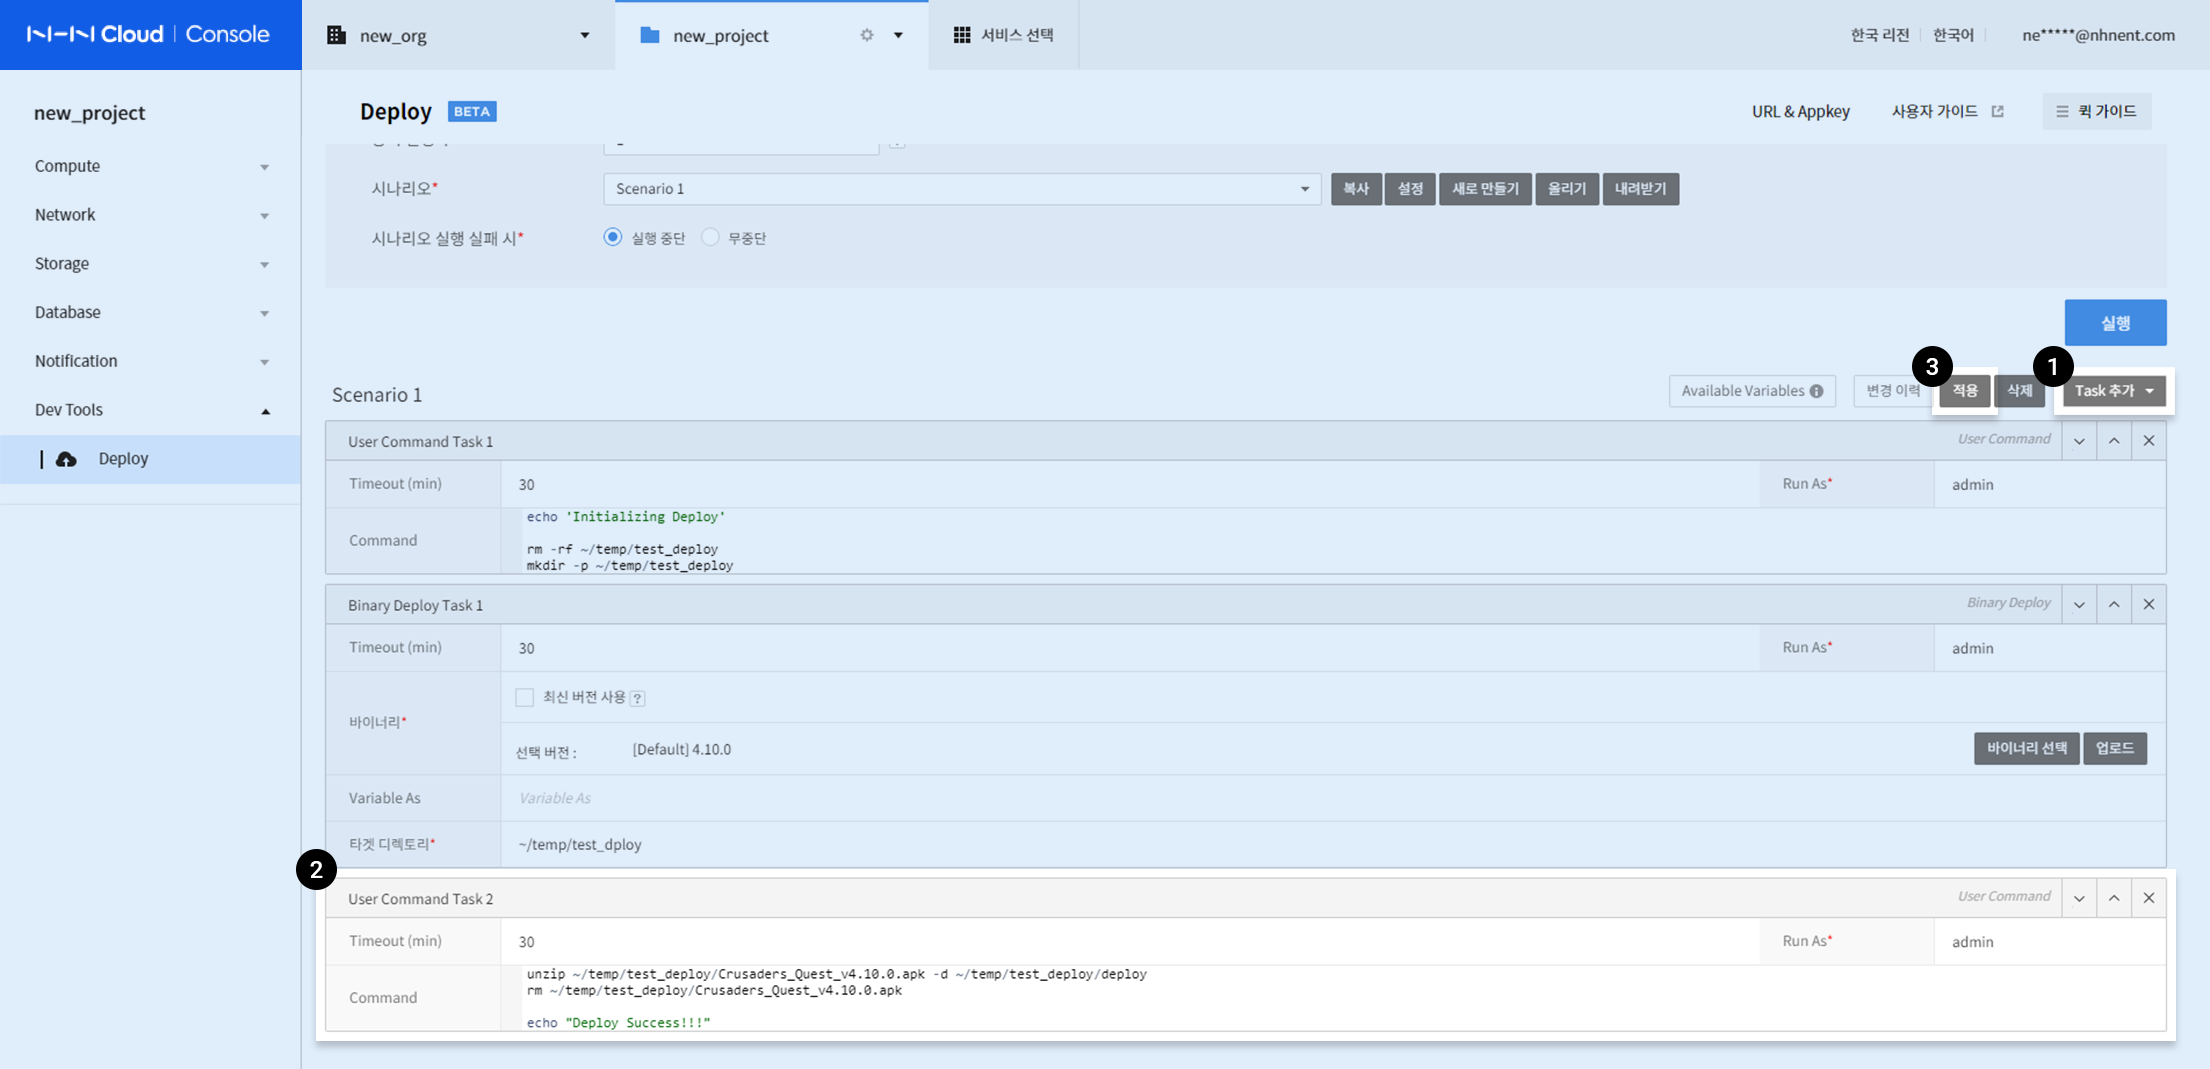 NHN Cloud | Console
new_org
new_project
서비스 선택
한국 리전
한국어
ne*****@nhnent.com
new_project
Compute
Network
Storage
Database
Notification
Dev Tools
Deploy
Deploy BETA
URL & Appkey
사용자 가이드
퀵 가이드
시나리오*
Scenario 1
복사
설정
새로 만들기
올리기
내려받기
시나리오 실행 실패 시*
실행 중단
무중단
실행
Scenario 1
Available Variables
변경 이력
3
적용
삭제
1
Task 추가
User Command Task 1
User Command
Timeout (min)
30
Run As*
admin
Command
echo 'Initializing Deploy'
rm -rf ~/temp/test_deploy
mkdir -p ~/temp/test_deploy
Binary Deploy Task 1
Binary Deploy
Timeout (min)
30
Run As*
admin
바이너리*
최신 버전 사용 ?
선택 버전 :
[Default] 4.10.0
바이너리 선택
업로드
Variable As
Variable As
타겟 디렉토리*
~/temp/test_dploy
2
User Command Task 2
User Command
Timeout (min)
30
Run As*
admin
Command
unzip ~/temp/test_deploy/Crusaders_Quest_v4.10.0.apk -d ~/temp/test_deploy/deploy
rm ~/temp/test_deploy/Crusaders_Quest_v4.10.0.apk
echo "Deploy Success!!!"